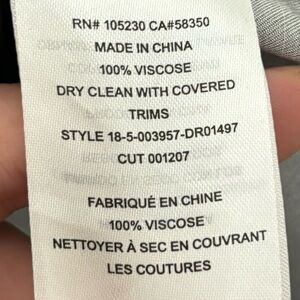 RN# 105230 CA#58350
MADE IN CHINA
100% VISCOSE
DRY CLEAN WITH COVERED
TRIMS
STYLE 18-5-003957-DR01497
CUT 001207
FABRIQUÉ EN CHINE
100% VISCOSE
NETTOYER À SEC EN COUVRANT
LES COUTURES